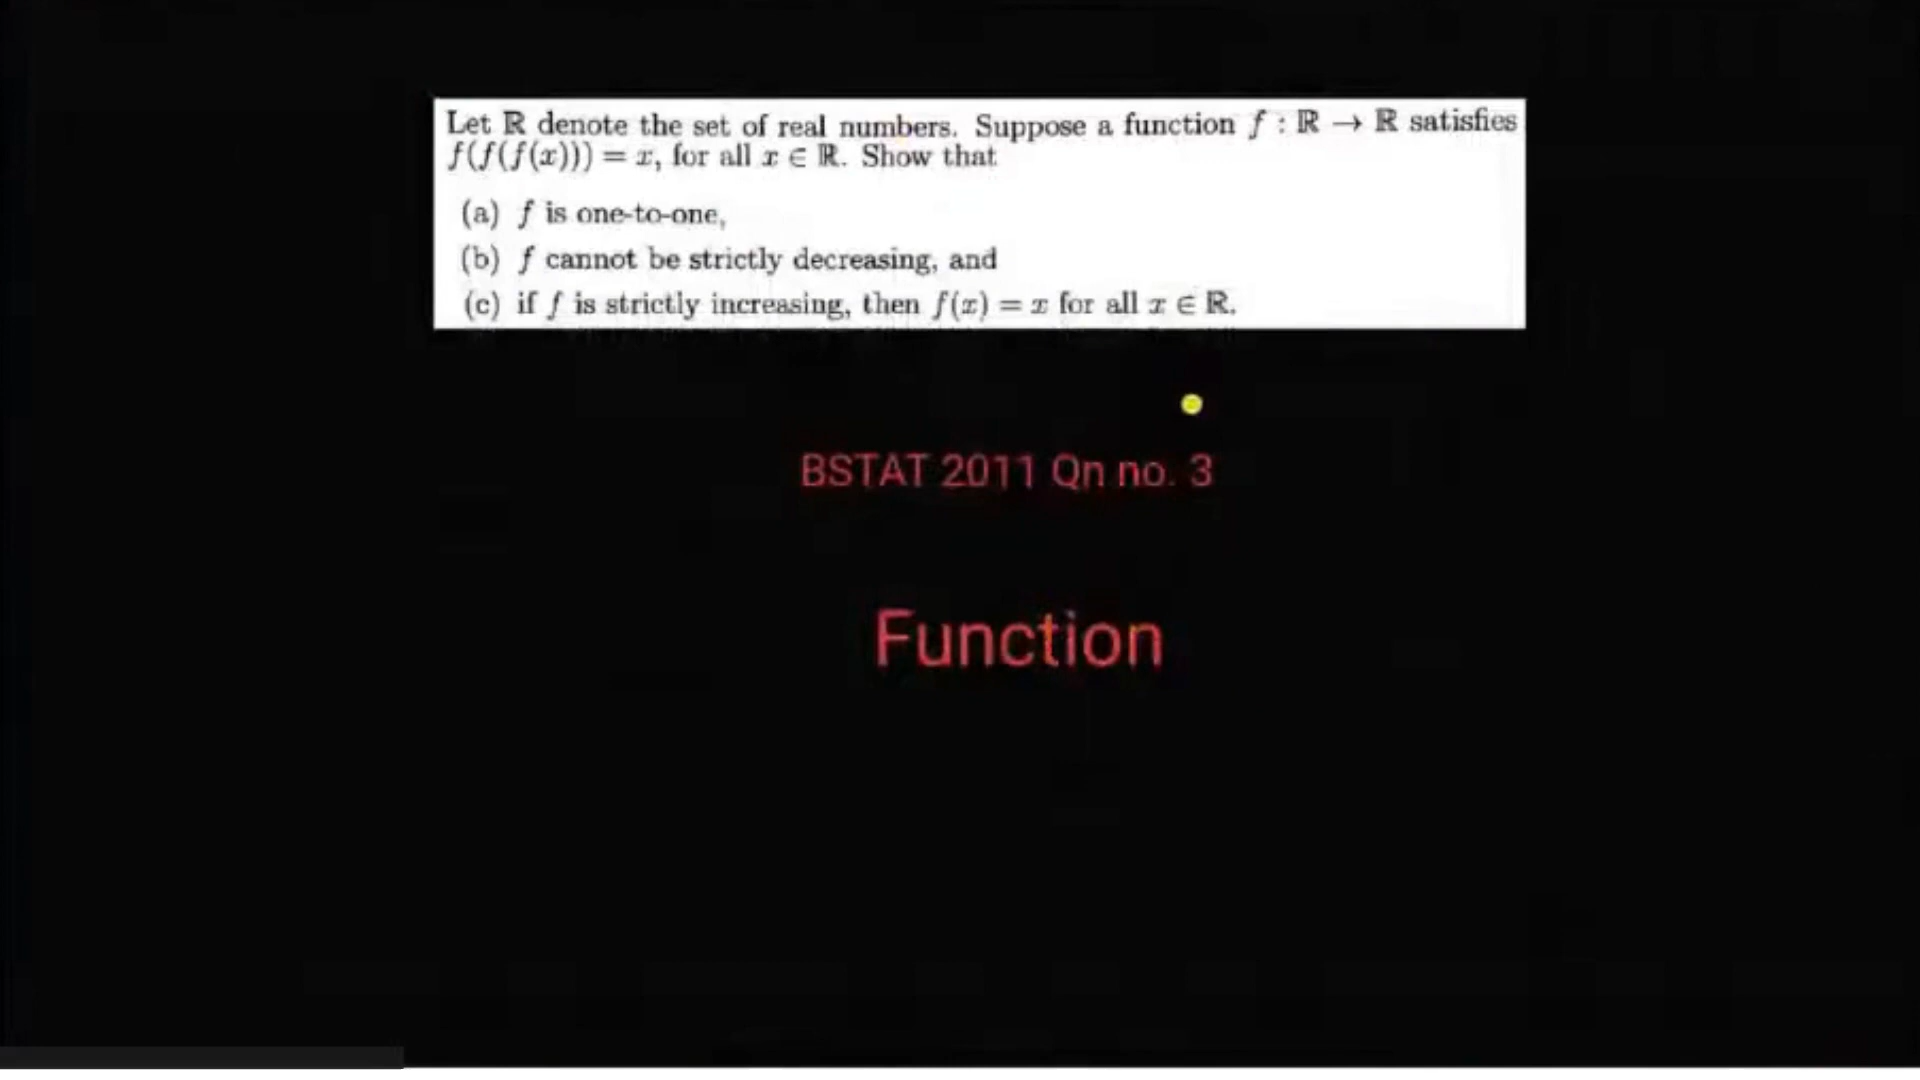 Let ℝ denote the set of real numbers. Suppose a function f : ℝ → ℝ satisfies
f(f(f(x))) = x, for all x ∈ ℝ. Show that
(a) f is one-to-one,
(b) f cannot be strictly decreasing, and
(c) if f is strictly increasing, then f(x) = x for all x ∈ ℝ.
BSTAT 2011 Qn no. 3
Function